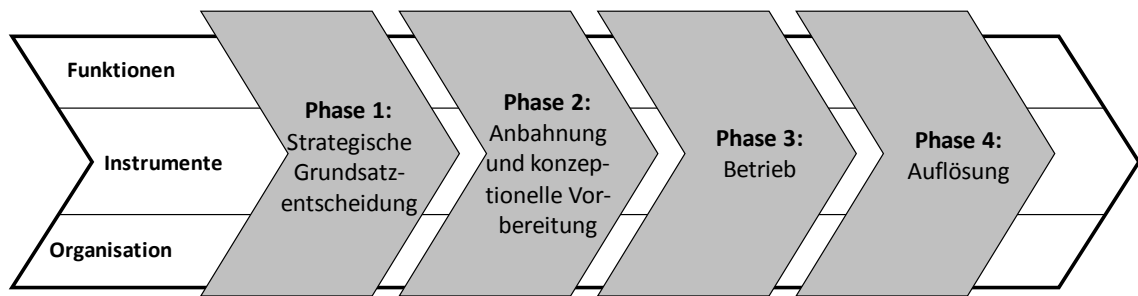 Funktionen
Instrumente
Organisation
Phase 1:
Strategische
Grundsatz-
entscheidung
Phase 2:
Anbahnung
und konzep-
tionelle Vor-
bereitung
Phase 3:
Betrieb
Phase 4:
Auflösung